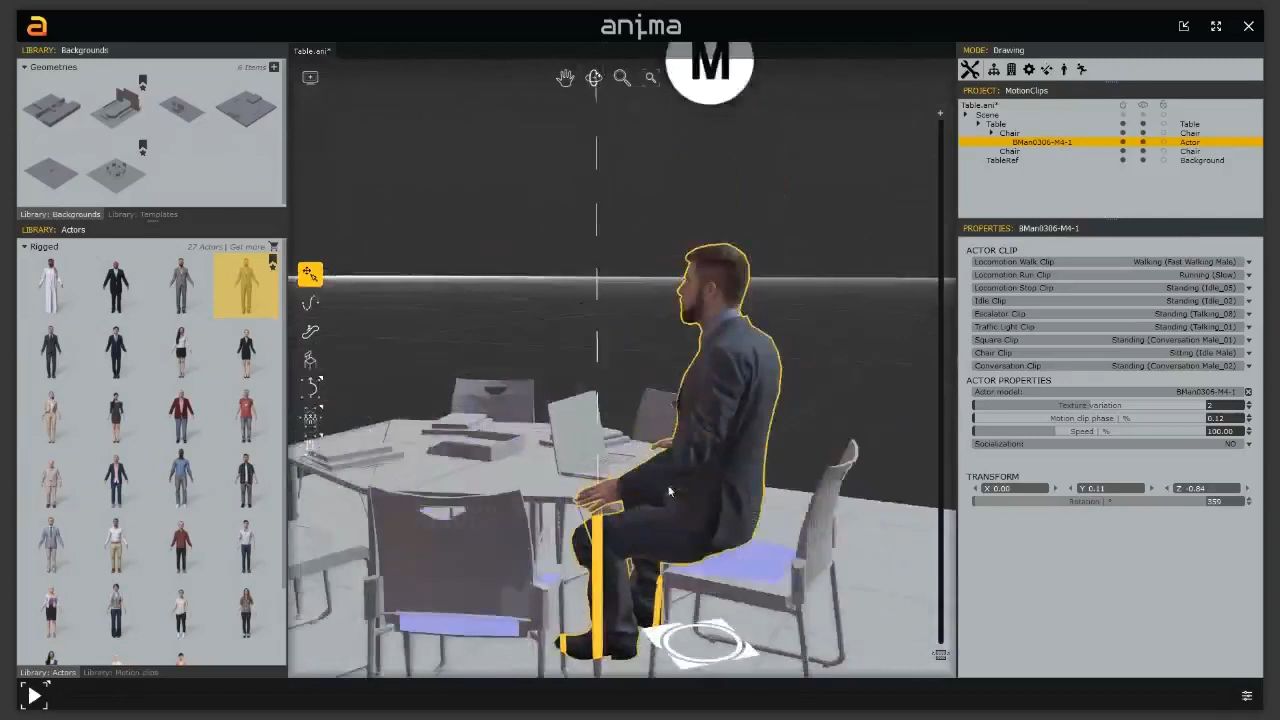 a
anima
LIBRARY: Backgrounds
Geometries
6 Items
Library: Backgrounds
Library: Templates
LIBRARY: Actors
Rigged
27 Actors | Get more
Library: Actors
Library: Motion clips
Table.ani*
M
MODE: Drawing
PROJECT: MotionClips
Table.ani*
Scene
Table Table
Chair Chair
BMan0306-M4-1 Actor
Chair Chair
TableRef Background
PROPERTIES: BMan0306-M4-1
ACTOR CLIP
Locomotion Walk Clip Walking (Fast Walking Male)
Locomotion Run Clip Running (Slow)
Locomotion Stop Clip Standing (Idle_05)
Idle Clip Standing (Idle_02)
Escalator Clip Standing (Talking_08)
Traffic Light Clip Standing (Talking_01)
Square Clip Standing (Conversation Male_01)
Chair Clip Sitting (Idle Male)
Conversation Clip Standing (Conversation Male_02)
ACTOR PROPERTIES
Actor model: BMan0306-M4-1
Texture variation 2
Motion clip phase | % 0.12
Speed | % 100.00
Socialization: NO
TRANSFORM
X 0.00 Y 0.11 Z -0.84
Rotation | ° 359